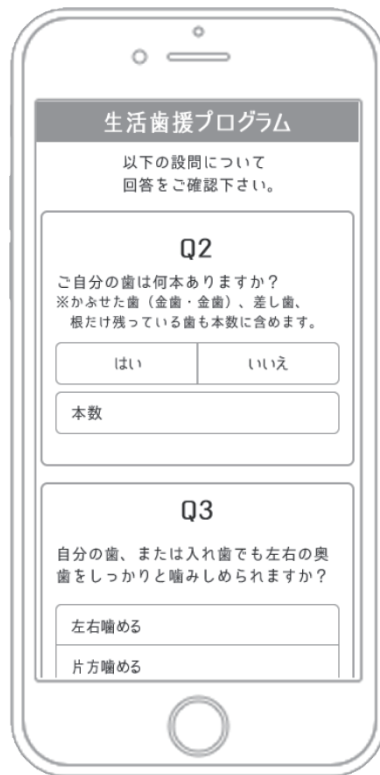 生活歯援プログラム
以下の設問について
回答をご確認下さい。
Q2
ご自分の歯は何本ありますか？
※かぶせた歯（金歯・金歯）、差し歯、
根だけ残っている歯も本数に含めます。
はい
いいえ
本数
Q3
自分の歯、または入れ歯でも左右の奥
歯をしっかりと噛みしめられますか？
左右噛める
片方噛める